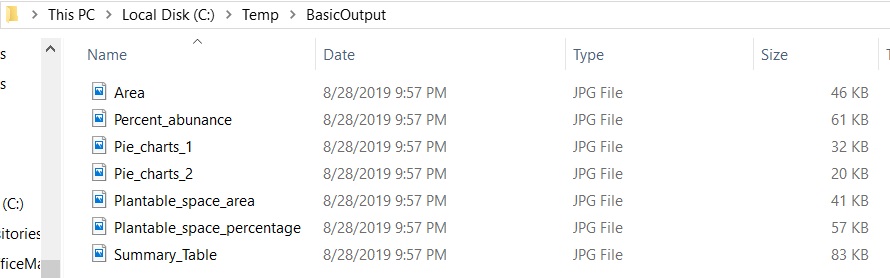 This PC > Local Disk (C:) > Temp > BasicOutput
Name Date Type Size
Area 8/28/2019 9:57 PM JPG File 46 KB
Percent_abunance 8/28/2019 9:57 PM JPG File 61 KB
Pie_charts_1 8/28/2019 9:57 PM JPG File 32 KB
Pie_charts_2 8/28/2019 9:57 PM JPG File 20 KB
Plantable_space_area 8/28/2019 9:57 PM JPG File 41 KB
(C:) Plantable_space_percentage 8/28/2019 9:57 PM JPG File 57 KB
Summary_Table 8/28/2019 9:57 PM JPG File 83 KB